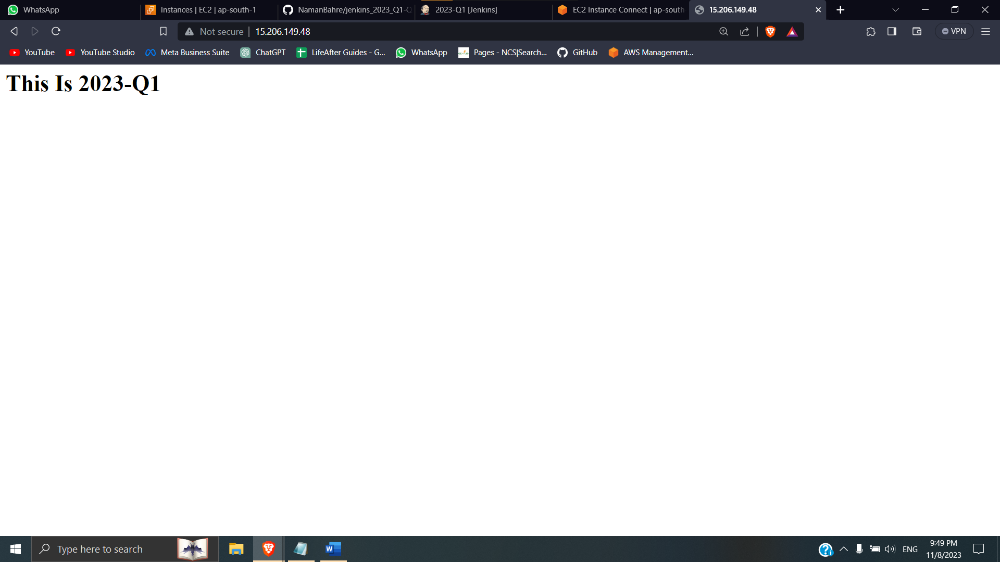 WhatsApp
Instances | EC2 | ap-south-1
NamanBahre/jenkins_2023_Q1-Q
2023-Q1 [Jenkins]
EC2 Instance Connect | ap-south-
15.206.149.48
Not secure
15.206.149.48
VPN
YouTube
YouTube Studio
Meta Business Suite
ChatGPT
LifeAfter Guides - G...
WhatsApp
Pages - NCS|Search...
GitHub
AWS Management...
This Is 2023-Q1
Type here to search
ENG
9:49 PM
11/8/2023